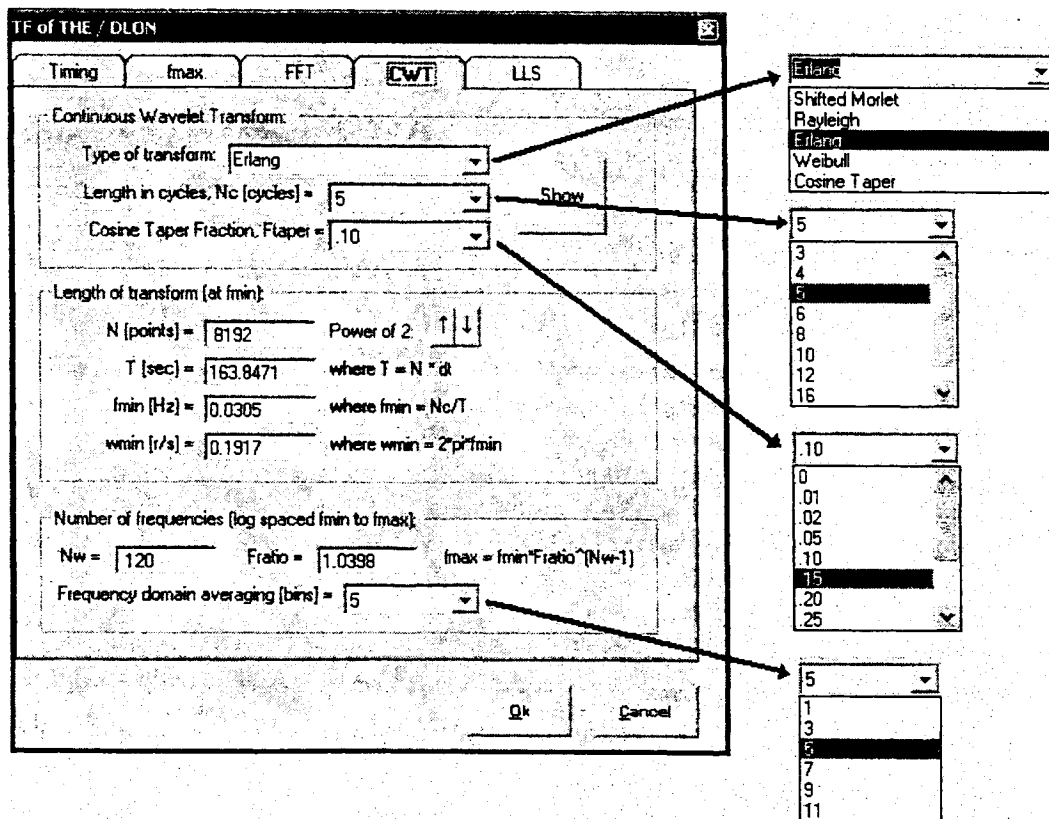 TF of THE / DLON
Timing fmax FFT CWT LLS
Continuous Wavelet Transform:
Type of transform: Erlang
Length in cycles, Nc [cycles] = 5
Show
Cosine Taper Fraction, Ftaper = .10
Length of transform (at fmin):
N [points] = 8192 Power of 2: ↑ ↓
T [sec] = 163.8471 where T = N * dt
fmin [Hz] = 0.0305 where fmin = Nc/T
wmin [r/s] = 0.1917 where wmin = 2*pi*fmin
Number of frequencies (log spaced fmin to fmax):
Nw = 120 Fratio = 1.0398 fmax = fmin*Fratio^(Nw-1)
Frequency domain averaging [bins] = 5
Ok Cancel
Erlang
Shifted Morlet
Rayleigh
Erlang
Weibull
Cosine Taper
5
3
4
5
6
8
10
12
16
.10
0
.01
.02
.05
.10
.15
.20
.25
5
1
3
5
7
9
11